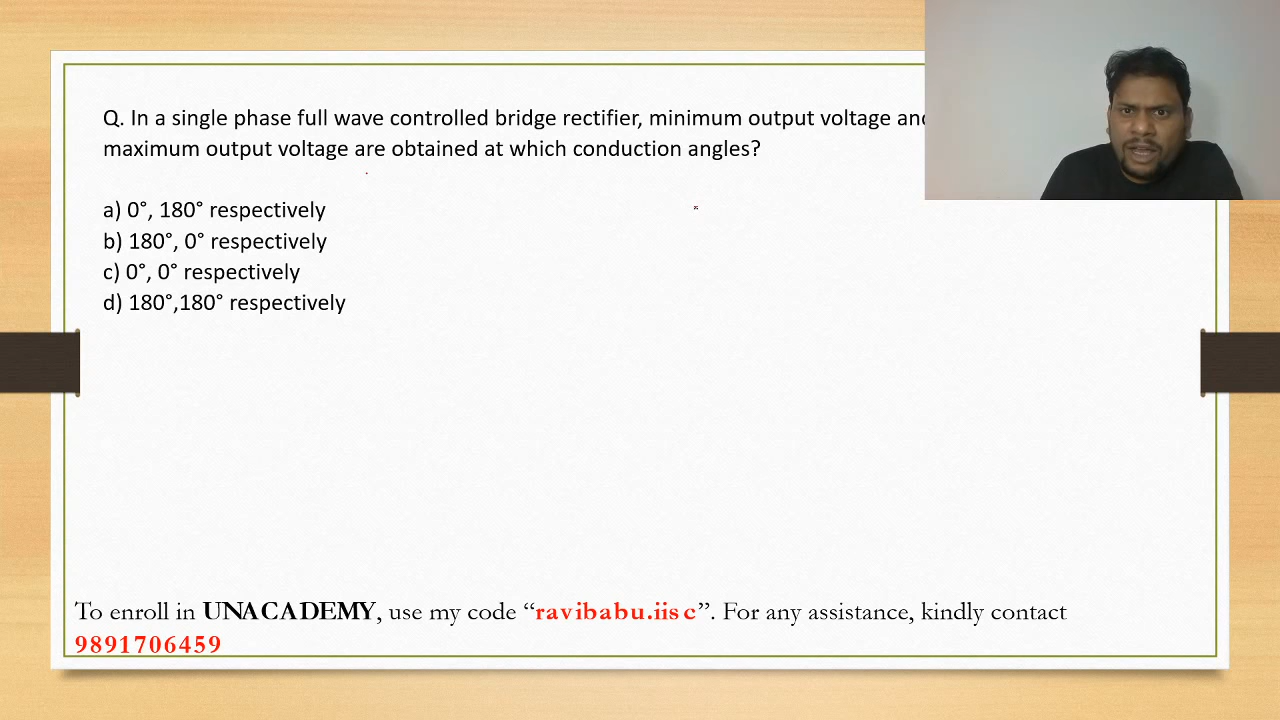 Q. In a single phase full wave controlled bridge rectifier, minimum output voltage
maximum output voltage are obtained at which conduction angles?
a) 0°, 180° respectively
b) 180°, 0° respectively
c) 0°, 0° respectively
d) 180°,180° respectively
To enroll in UNACADEMY, use my code “ravibabu.iisc”. For any assistance, kindly contact
9891706459